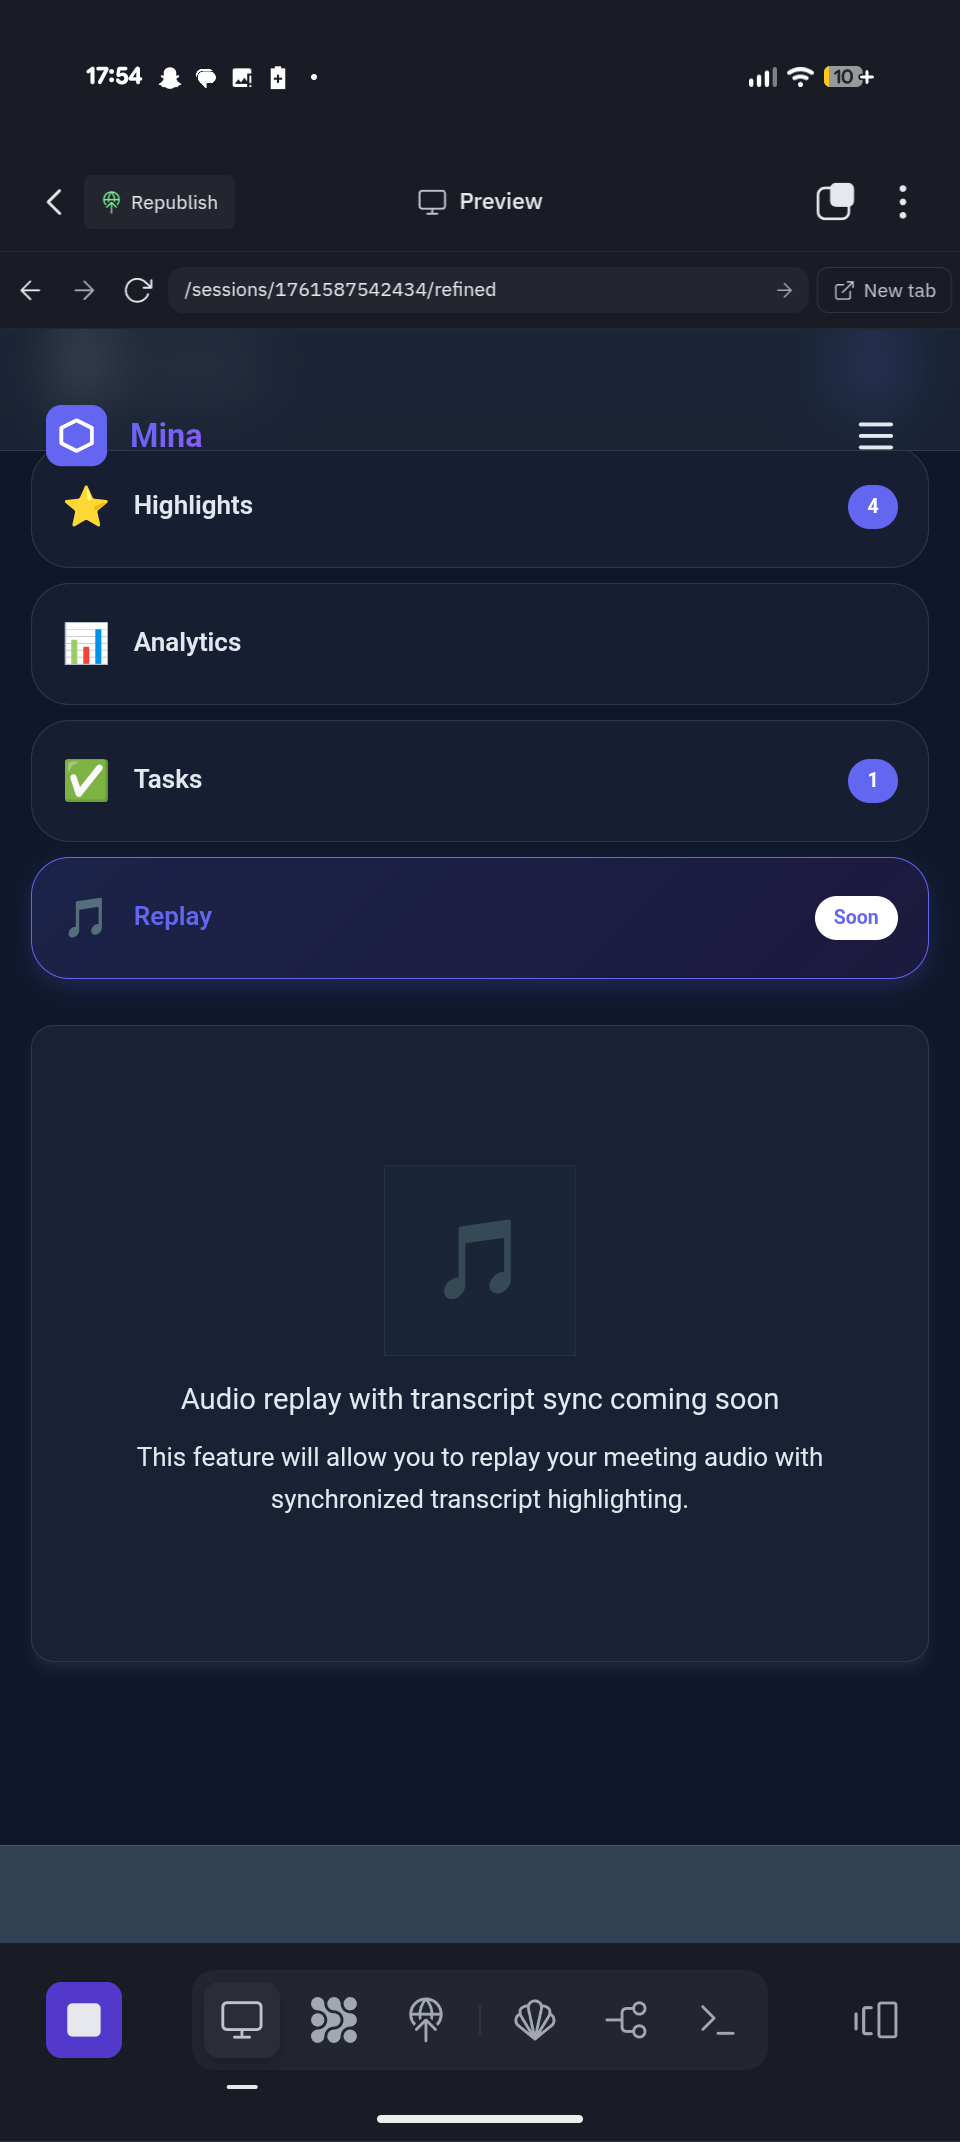 17:54
10
Republish
Preview
/sessions/1761587542434/refined
New tab
Mina
Highlights
4
Analytics
Tasks
1
Replay
Soon
Audio replay with transcript sync coming soon
This feature will allow you to replay your meeting audio with
synchronized transcript highlighting.